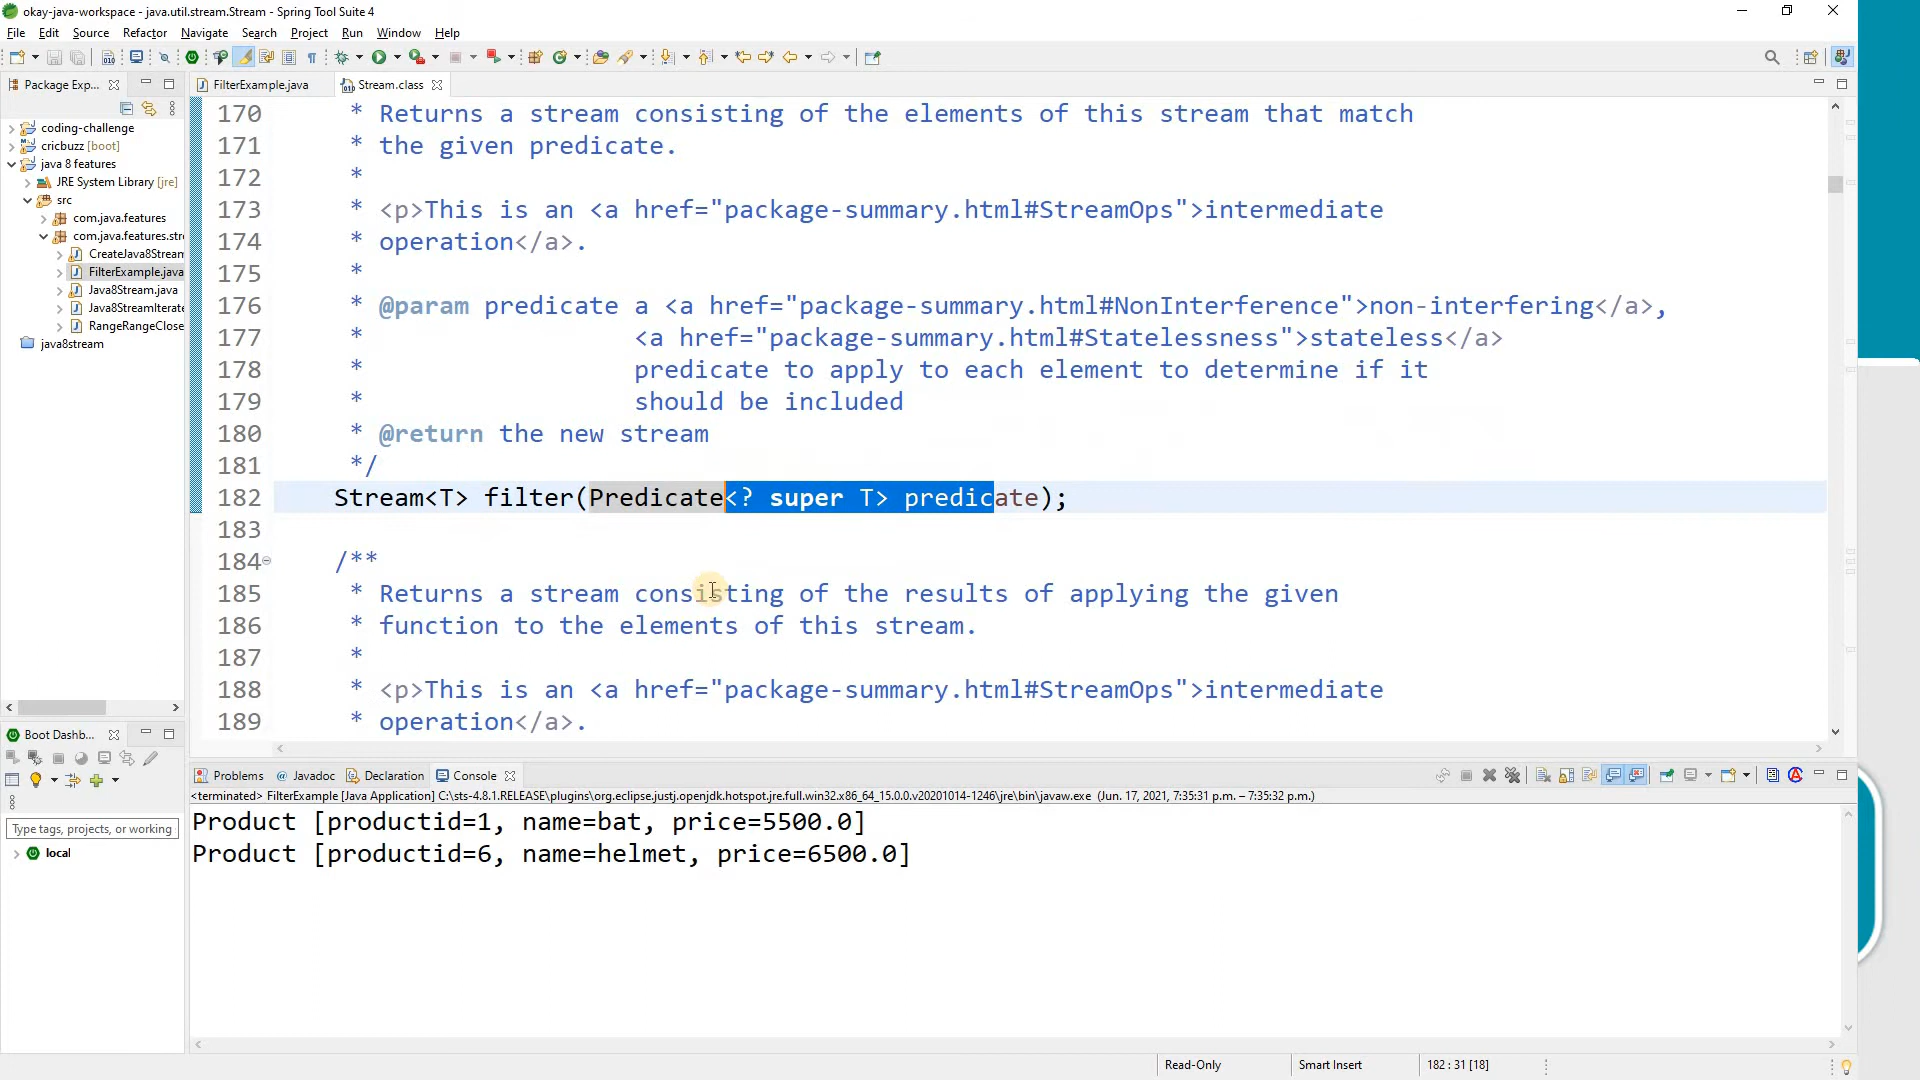 okay-java-workspace - java.util.stream.Stream - Spring Tool Suite 4
File Edit Source Refactor Navigate Search Project Run Window Help
Package Exp...
FilterExample.java
Stream.class
coding-challenge
cricbuzz [boot]
java 8 features
JRE System Library [jre]
src
com.java.features
com.java.features.stre
CreateJava8Stream
FilterExample.java
Java8Stream.java
Java8StreamIterate
RangeRangeClose
java8stream
170 * Returns a stream consisting of the elements of this stream that match
171 * the given predicate.
172 *
173 * <p>This is an <a href="package-summary.html#StreamOps">intermediate
174 * operation</a>.
175 *
176 * @param predicate a <a href="package-summary.html#NonInterference">non-interfering</a>,
177 * <a href="package-summary.html#Statelessness">stateless</a>
178 * predicate to apply to each element to determine if it
179 * should be included
180 * @return the new stream
181 */
182 Stream<T> filter(Predicate<? super T> predicate);
183
184 /**
185 * Returns a stream consisting of the results of applying the given
186 * function to the elements of this stream.
187 *
188 * <p>This is an <a href="package-summary.html#StreamOps">intermediate
189 * operation</a>.
Boot Dashb...
Type tags, projects, or working
local
Problems @ Javadoc Declaration Console
<terminated> FilterExample [Java Application] C:\sts-4.8.1.RELEASE\plugins\org.eclipse.justj.openjdk.hotspot.jre.full.win32.x86_64_15.0.0.v20201014-1246\jre\bin\javaw.exe (Jun. 17, 2021, 7:35:31 p.m. – 7:35:32 p.m.)
Product [productid=1, name=bat, price=5500.0]
Product [productid=6, name=helmet, price=6500.0]
Read-Only
Smart Insert
182 : 31 [18]